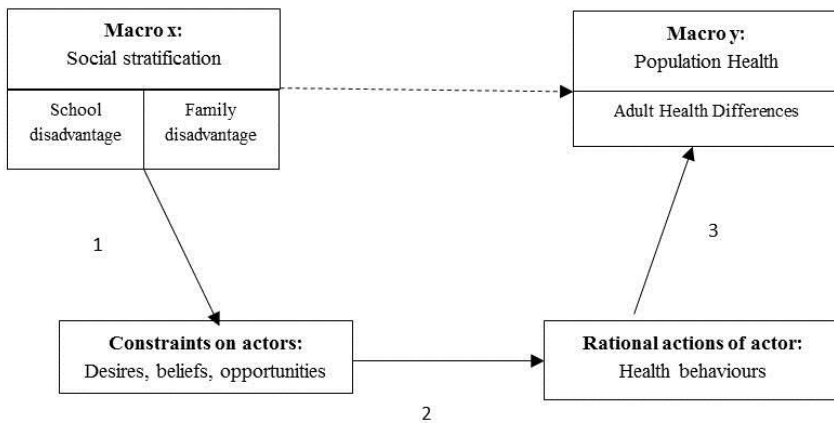 Macro x:
Social stratification
School
disadvantage
Family
disadvantage
Macro y:
Population Health
Adult Health Differences
1
3
Constraints on actors:
Desires, beliefs, opportunities
Rational actions of actor:
Health behaviours
2